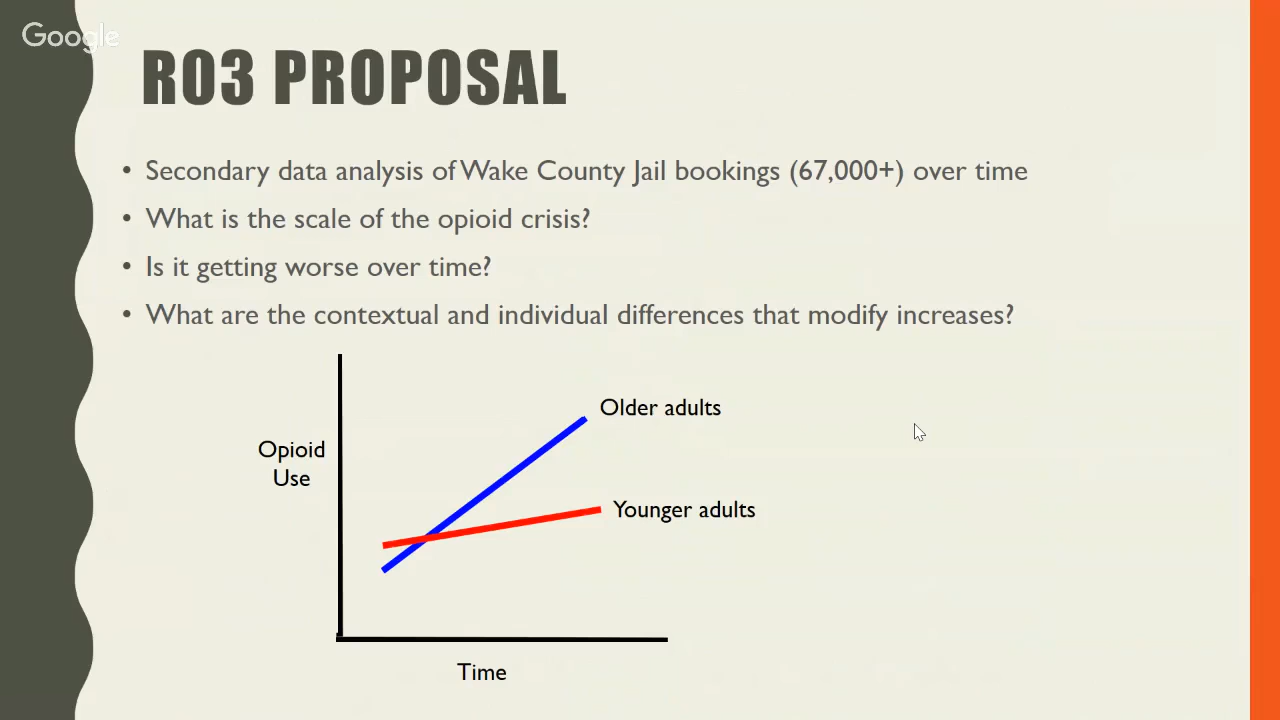 Google
RO3 PROPOSAL
• Secondary data analysis of Wake County Jail bookings (67,000+) over time
• What is the scale of the opioid crisis?
• Is it getting worse over time?
• What are the contextual and individual differences that modify increases?
Older adults
Opioid
Use
Younger adults
Time